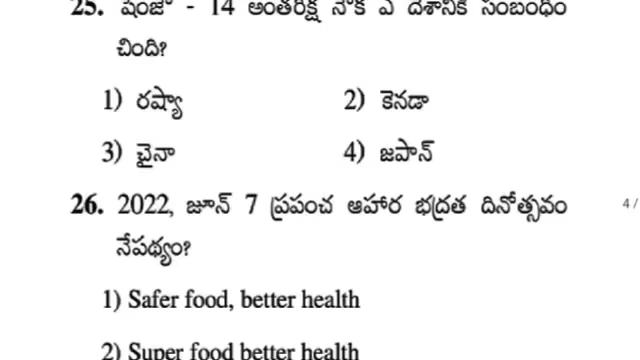 25. షెంజో - 14 అంతరిక్ష నౌక ఏ దేశానికి సంబంధిం
చింది?
1) రష్యా 2) కెనడా
3) చైనా 4) జపాన్
26. 2022, జూన్ 7 ప్రపంచ ఆహార భద్రత దినోత్సవం
నేపథ్యం?
1) Safer food, better health
2) Super food better health
4 /